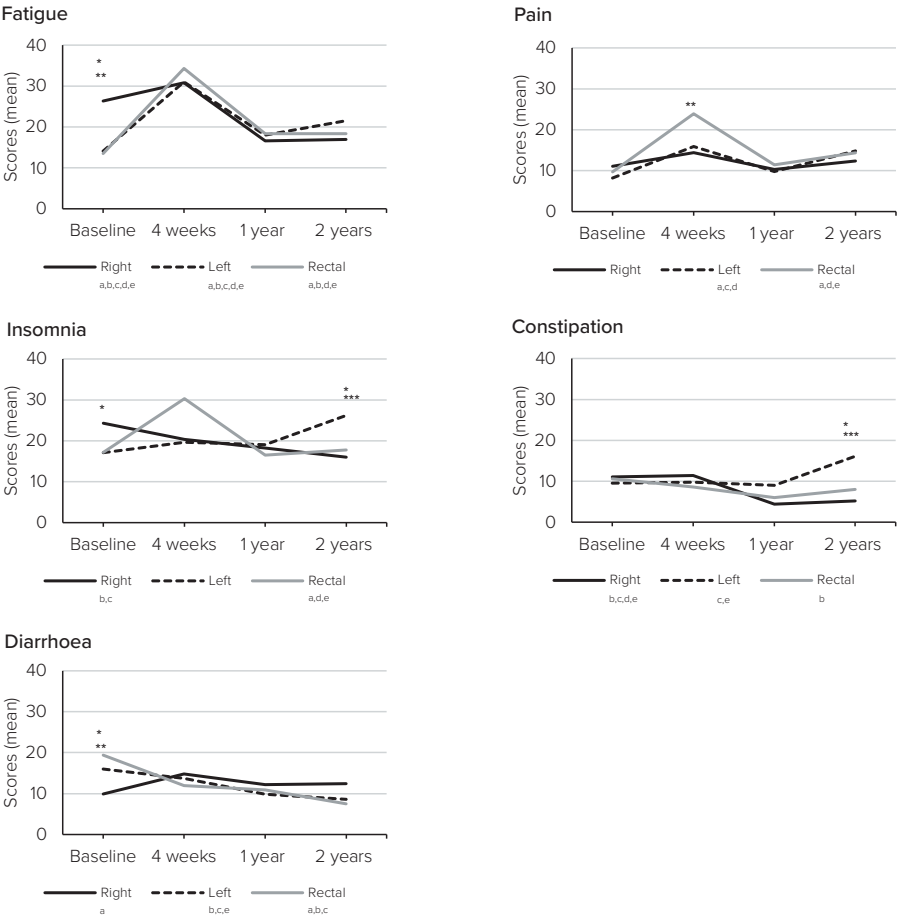 Fatigue
Scores (mean)
40
30
20
10
0
*
**
Baseline 4 weeks 1 year 2 years
Right Left Rectal
a,b,c,d,e a,b,c,d,e a,b,d,e
Pain
Scores (mean)
40
30
20
10
0
**
Baseline 4 weeks 1 year 2 years
Right Left Rectal
a,c,d a,d,e
Insomnia
Scores (mean)
40
30
20
10
0
*
*
***
Baseline 4 weeks 1 year 2 years
Right Left Rectal
b,c a,d,e
Constipation
Scores (mean)
40
30
20
10
0
*
***
Baseline 4 weeks 1 year 2 years
Right Left Rectal
b,c,d,e c,e b
Diarrhoea
Scores (mean)
40
30
20
10
0
*
**
Baseline 4 weeks 1 year 2 years
Right Left Rectal
a b,c,e a,b,c